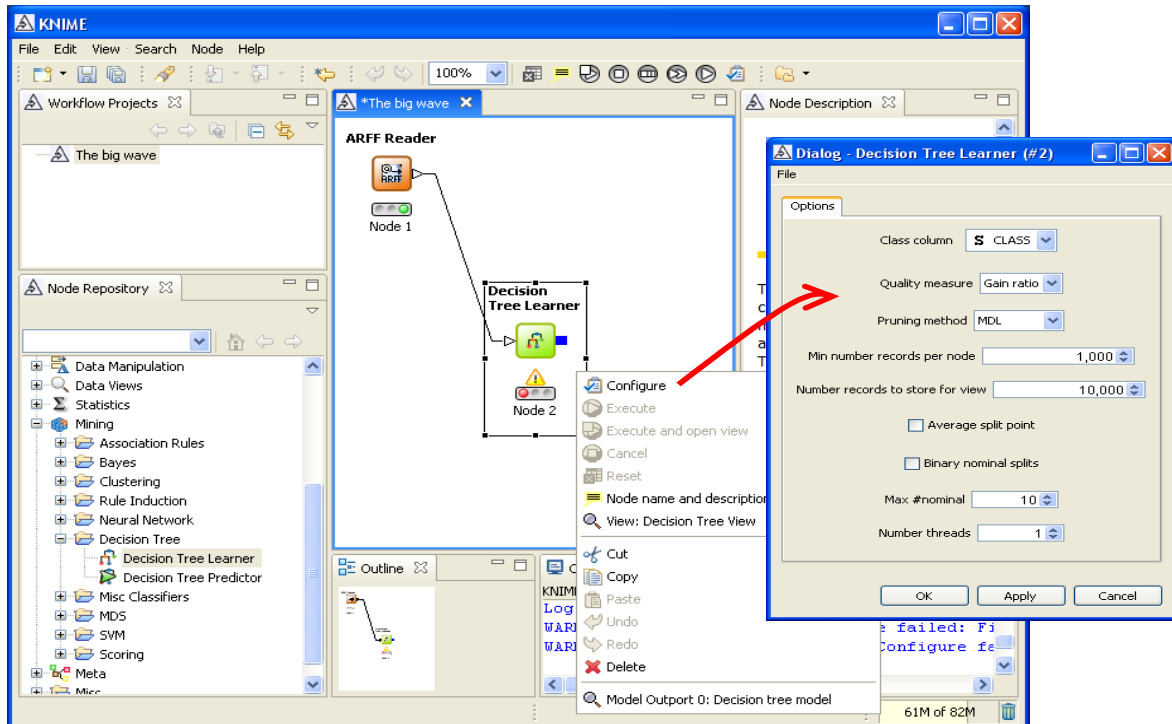 KNIME
File Edit View Search Node Help
100%
Workflow Projects
The big wave
*The big wave
ARFF Reader
ARFF
Node 1
Decision
Tree Learner
Node 2
Node Description
Node Repository
Data Manipulation
Data Views
Statistics
Mining
Association Rules
Bayes
Clustering
Rule Induction
Neural Network
Decision Tree
Decision Tree Learner
Decision Tree Predictor
Misc Classifiers
MDS
SVM
Scoring
Meta
Misc
Outline
Configure
Execute
Execute and open view
Cancel
Reset
Node name and description
View: Decision Tree View
Cut
Copy
Paste
Undo
Redo
Delete
Model Outport 0: Decision tree model
Dialog - Decision Tree Learner (#2)
File
Options
Class column S CLASS
Quality measure Gain ratio
Pruning method MDL
Min number records per node 1,000
Number records to store for view 10,000
Average split point
Binary nominal splits
Max #nominal 10
Number threads 1
OK Apply Cancel
KNIM
Log
WAR e failed: Fi
WAR Configure fe
61M of 82M